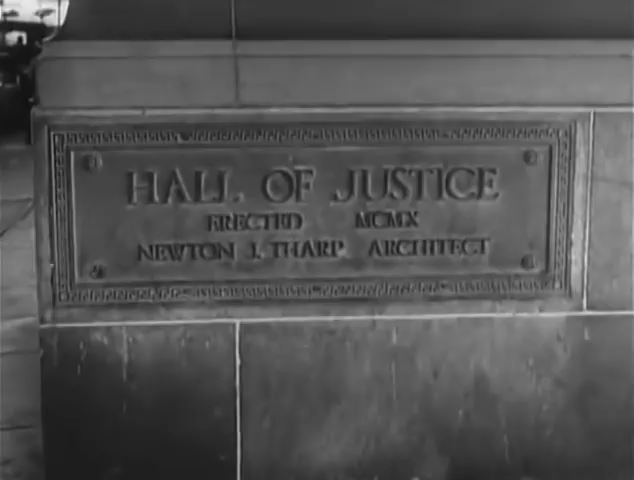 HALL OF JUSTICE
ERECTED MCMX
NEWTON J. THARP ARCHITECT